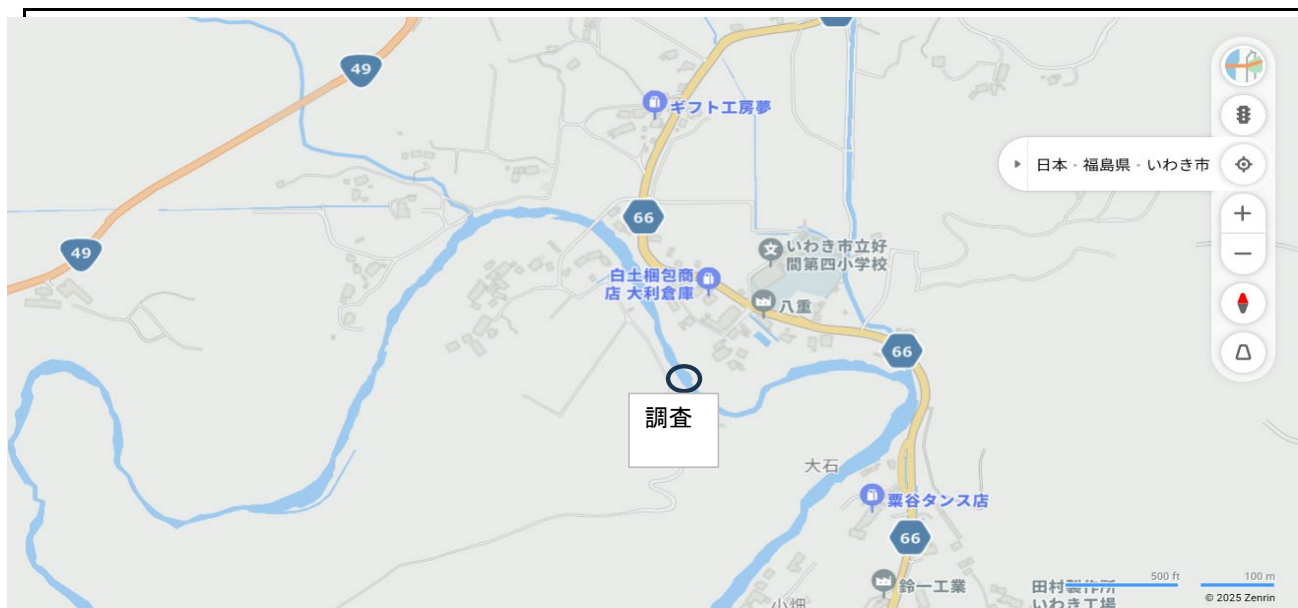 49
ギフト工房夢
日本・福島県・いわき市
66
49
いわき市立好
間第四小学校
白土梱包商
店 大利倉庫
八重
66
調査
大石
粟谷タンス店
66
鈴一工業
田村製作所
いわき工場
小畑
500 ft
100 m
© 2025 Zenrin